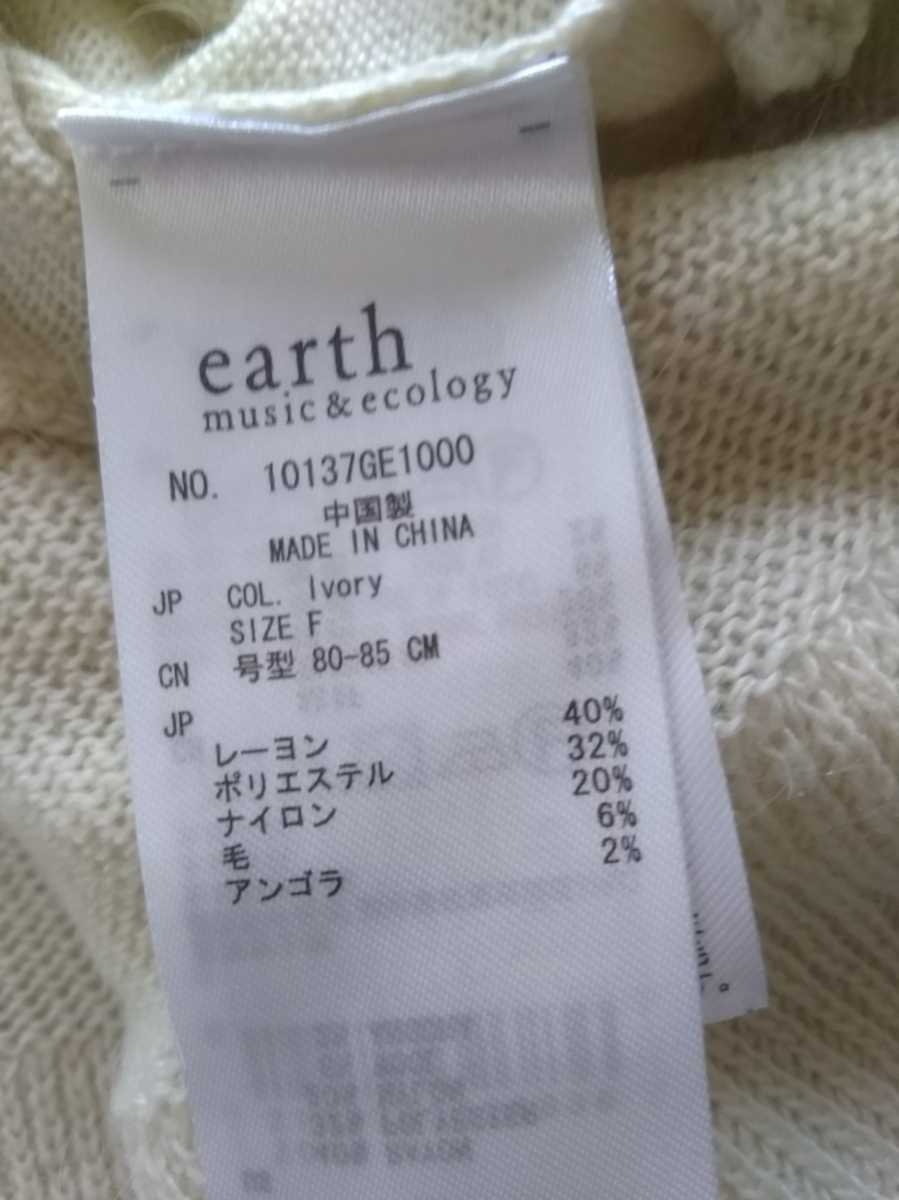 earth
music & ecology
NO. 10137GE1000
中国製
MADE IN CHINA
JP COL. Ivory
SIZE F
CN 号型 80-85 CM
JP
レーヨン 40%
ポリエステル 32%
ナイロン 20%
毛 6%
アンゴラ 2%